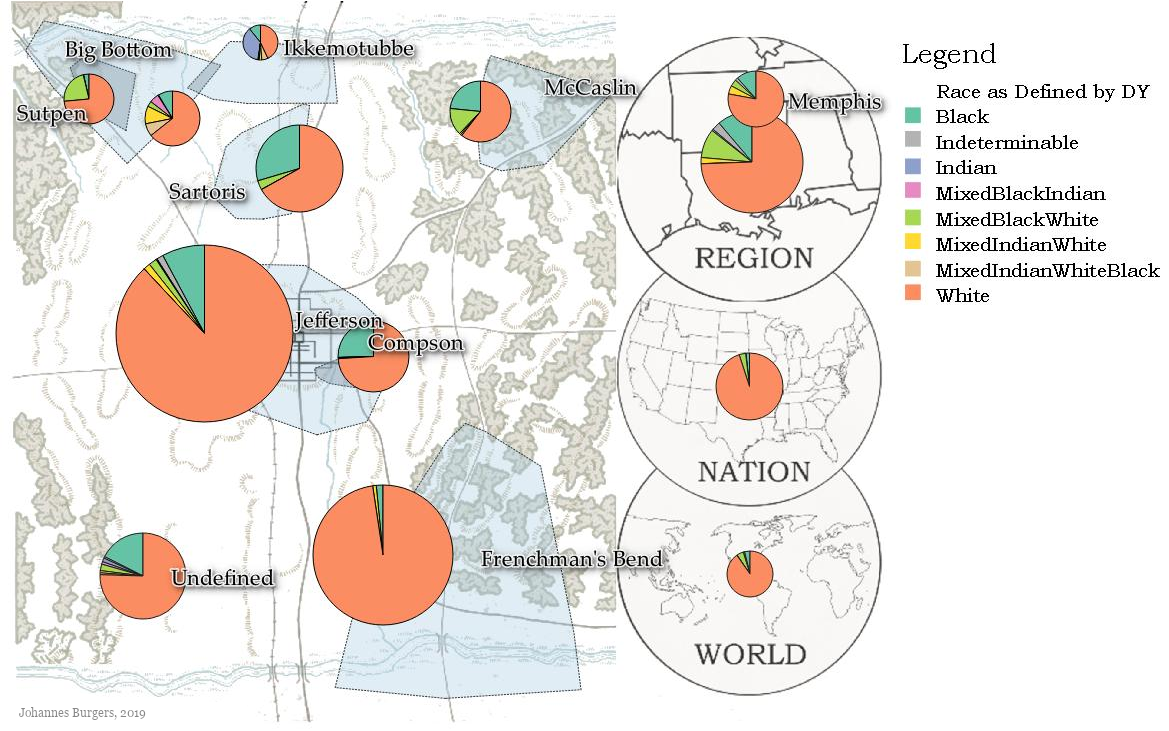 Big Bottom
Ikkemotubbe
McCaslin
Sutpen
Sartoris
Memphis
REGION
Jefferson
Compson
NATION
Frenchman's Bend
Undefined
WORLD
Johannes Burgers, 2019
Legend
Race as Defined by DY
Black
Indeterminable
Indian
MixedBlackIndian
MixedBlackWhite
MixedIndianWhite
MixedIndianWhiteBlack
White